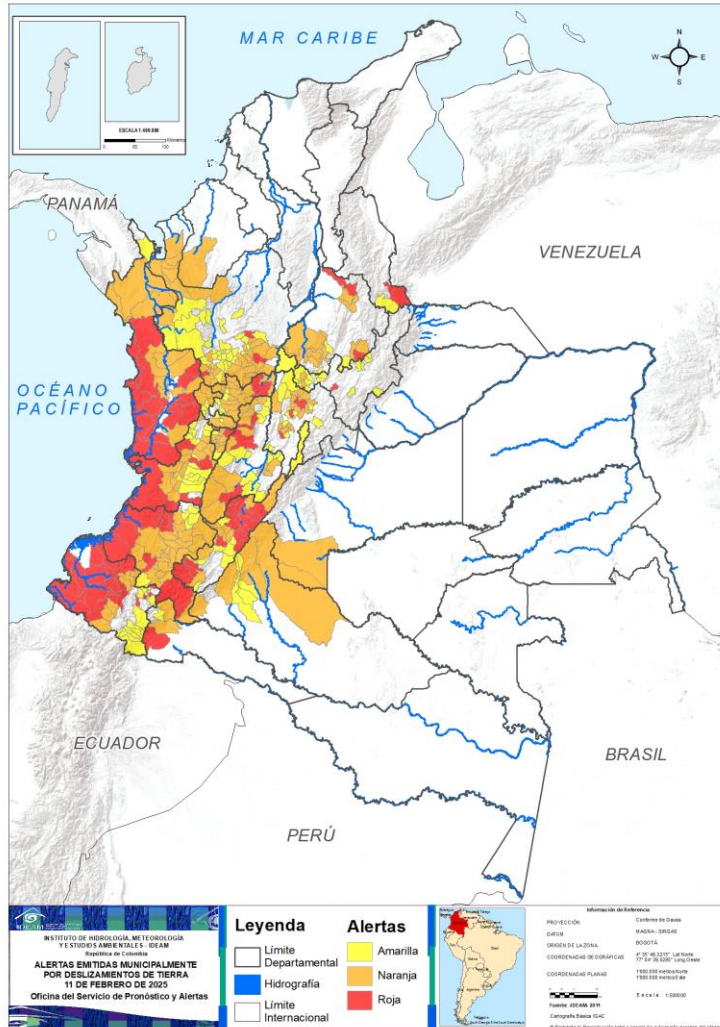 MAR CARIBE
N
W
E
S
ESCALA 1:400.000
PANAMÁ
VENEZUELA
OCÉANO
PACÍFICO
ECUADOR
BRASIL
PERÚ
INSTITUTO DE HIDROLOGÍA, METEOROLOGÍA
Y ESTUDIOS AMBIENTALES - IDEAM
República de Colombia
ALERTAS EMITIDAS MUNICIPALMENTE
POR DESLIZAMIENTOS DE TIERRA
11 DE FEBRERO DE 2025
Oficina del Servicio de Pronóstico y Alertas
Leyenda
Límite
Departamental
Hidrografía
Límite
Internacional
Alertas
Amarilla
Naranja
Roja
Información de Referencia
PROYECCIÓN Conforme de Gauss
DATUM MAGNA - SIRGAS
ORIGEN DE LA ZONA BOGOTÁ
COORDENADAS GEOGRÁFICAS
COORDENADAS PLANAS
Escala
Fuente: IDEAM- 2011
Cartografía Básica IGAC